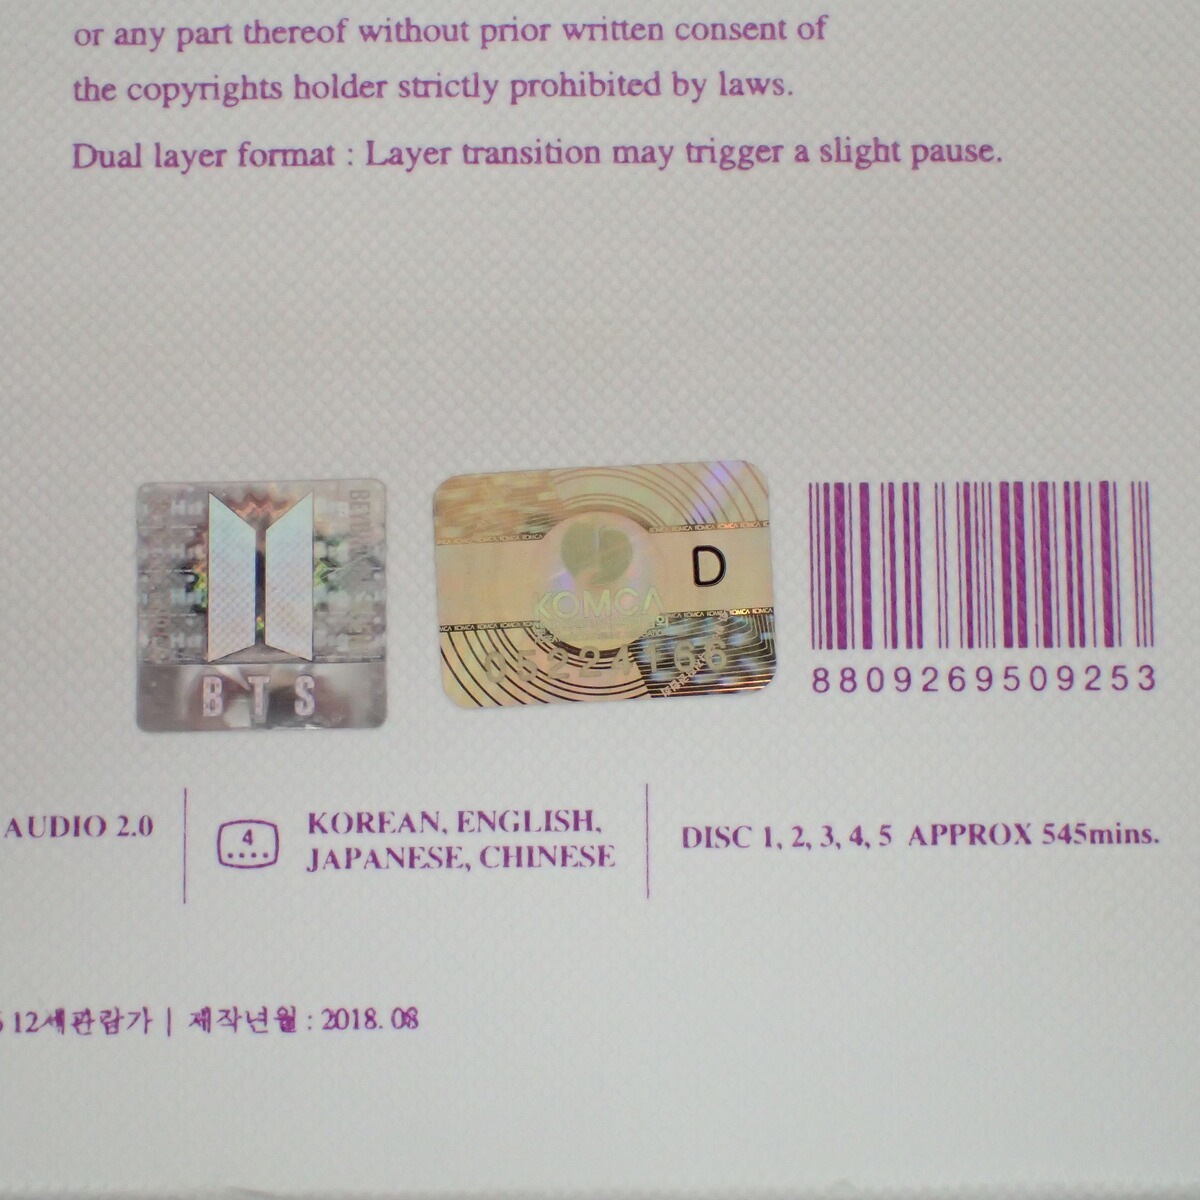 or any part thereof without prior written consent of
the copyrights holder strictly prohibited by laws.
Dual layer format : Layer transition may trigger a slight pause.
BTS
KOMCA
D
8809269509253
AUDIO 2.0
4
KOREAN, ENGLISH,
JAPANESE, CHINESE
DISC 1, 2, 3, 4, 5 APPROX 545mins.
12세관람가 | 제작년월 : 2018. 08